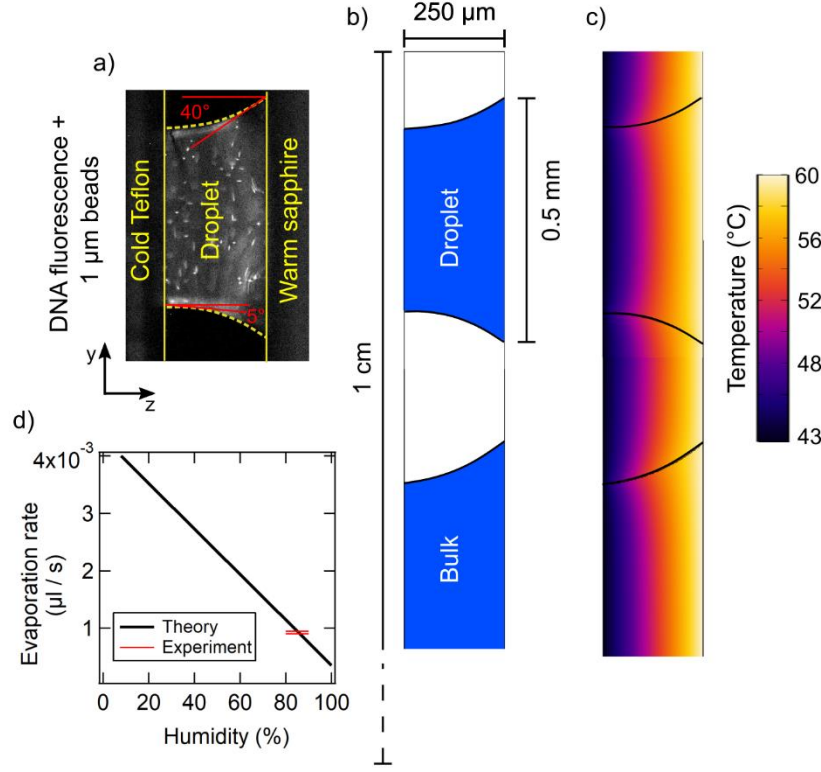 a)
DNA fluorescence +
1 µm beads
Cold Teflon
Droplet
Warm sapphire
40°
5°
y
z
b)
250 µm
1 cm
Droplet
0.5 mm
Bulk
c)
Temperature (°C)
60
56
52
47
43
d)
Evaporation rate
(µl / s)
4x10⁻³
3
2
1
Theory
Experiment
0
20
40
60
80
100
Humidity (%)